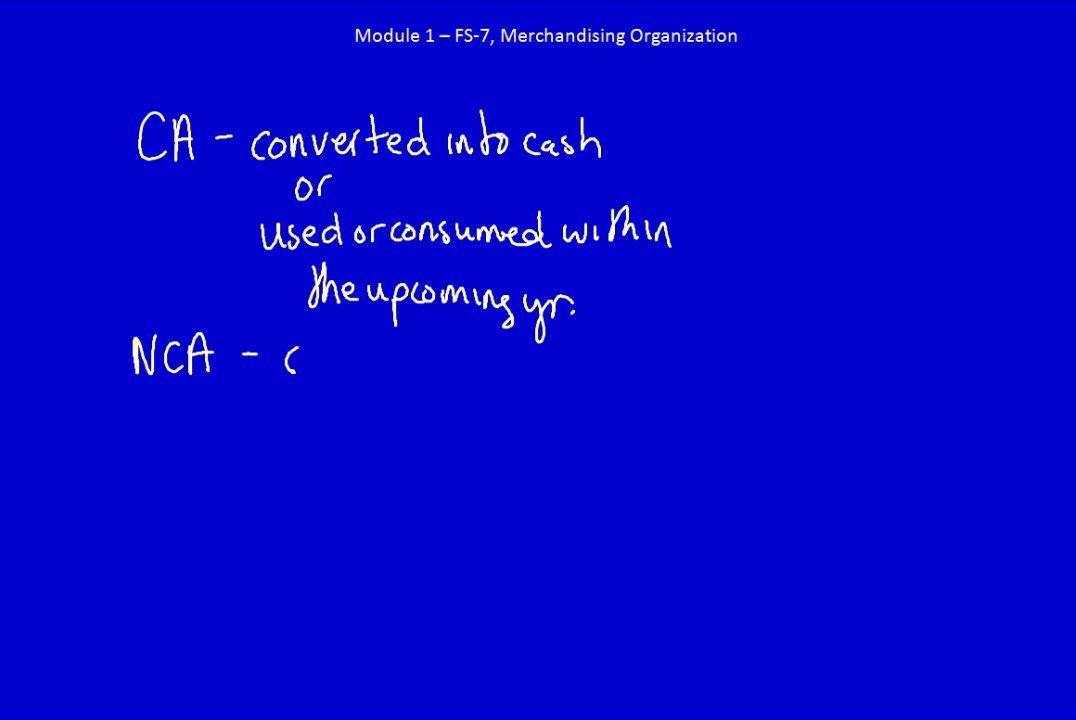 Module 1 – FS-7, Merchandising Organization
CA - converted into cash
or
used or consumed within
the upcoming yr.
NCA - c